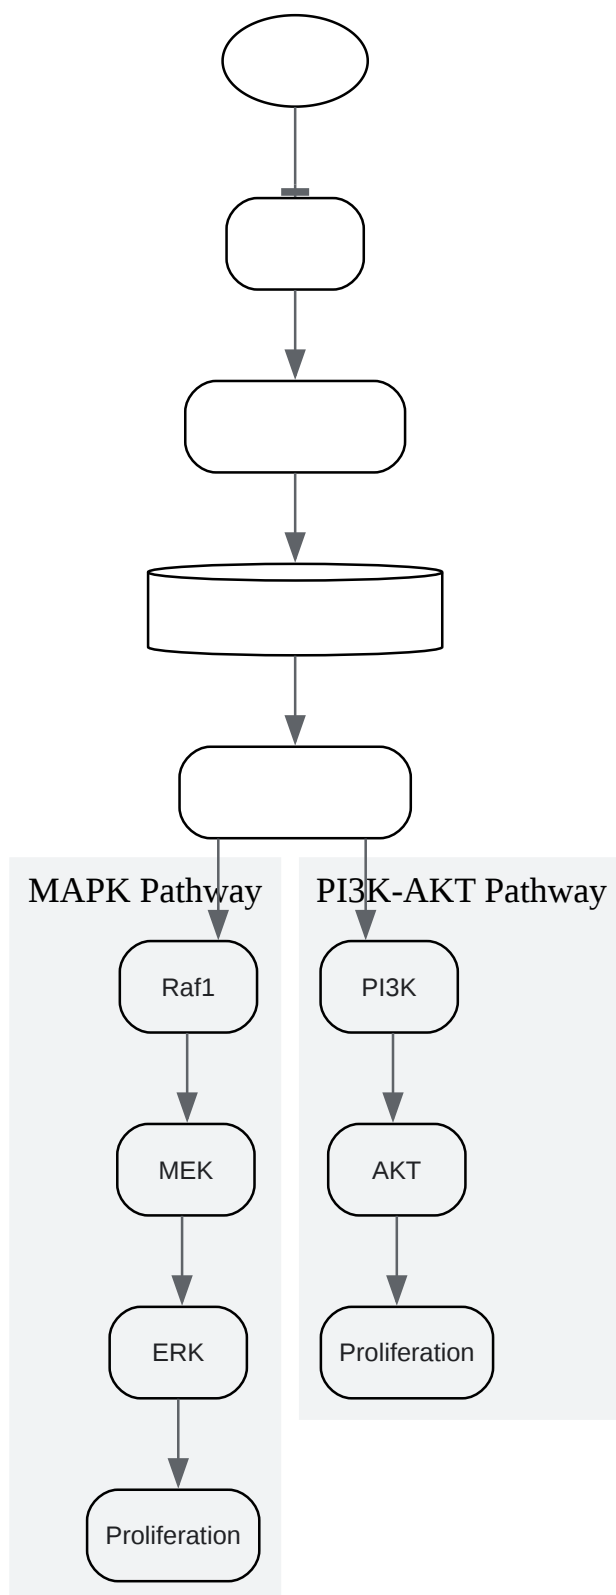 MAPK Pathway
Raf1
MEK
ERK
Proliferation
PI3K-AKT Pathway
PI3K
AKT
Proliferation